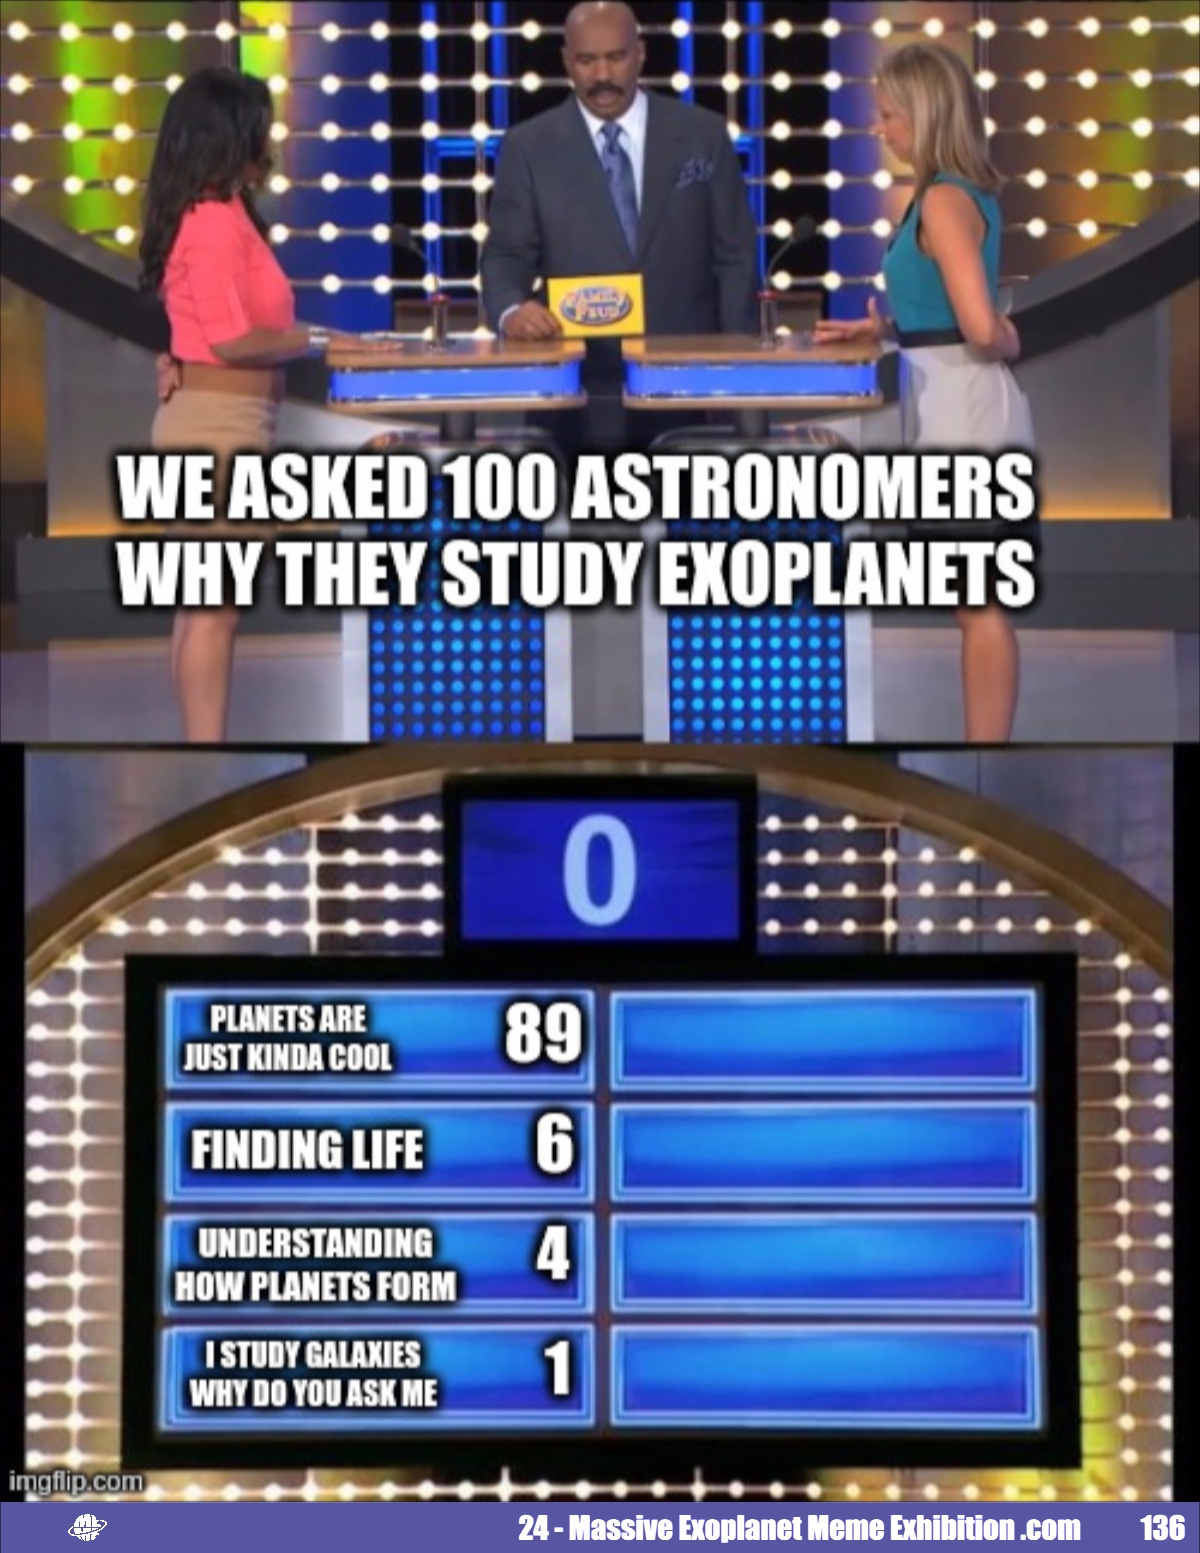 FAMILY
FEUD
WE ASKED 100 ASTRONOMERS
WHY THEY STUDY EXOPLANETS
0
PLANETS ARE
JUST KINDA COOL
89
FINDING LIFE
6
UNDERSTANDING
HOW PLANETS FORM
4
I STUDY GALAXIES
WHY DO YOU ASK ME
1
imgflip.com
24 - Massive Exoplanet Meme Exhibition .com
136